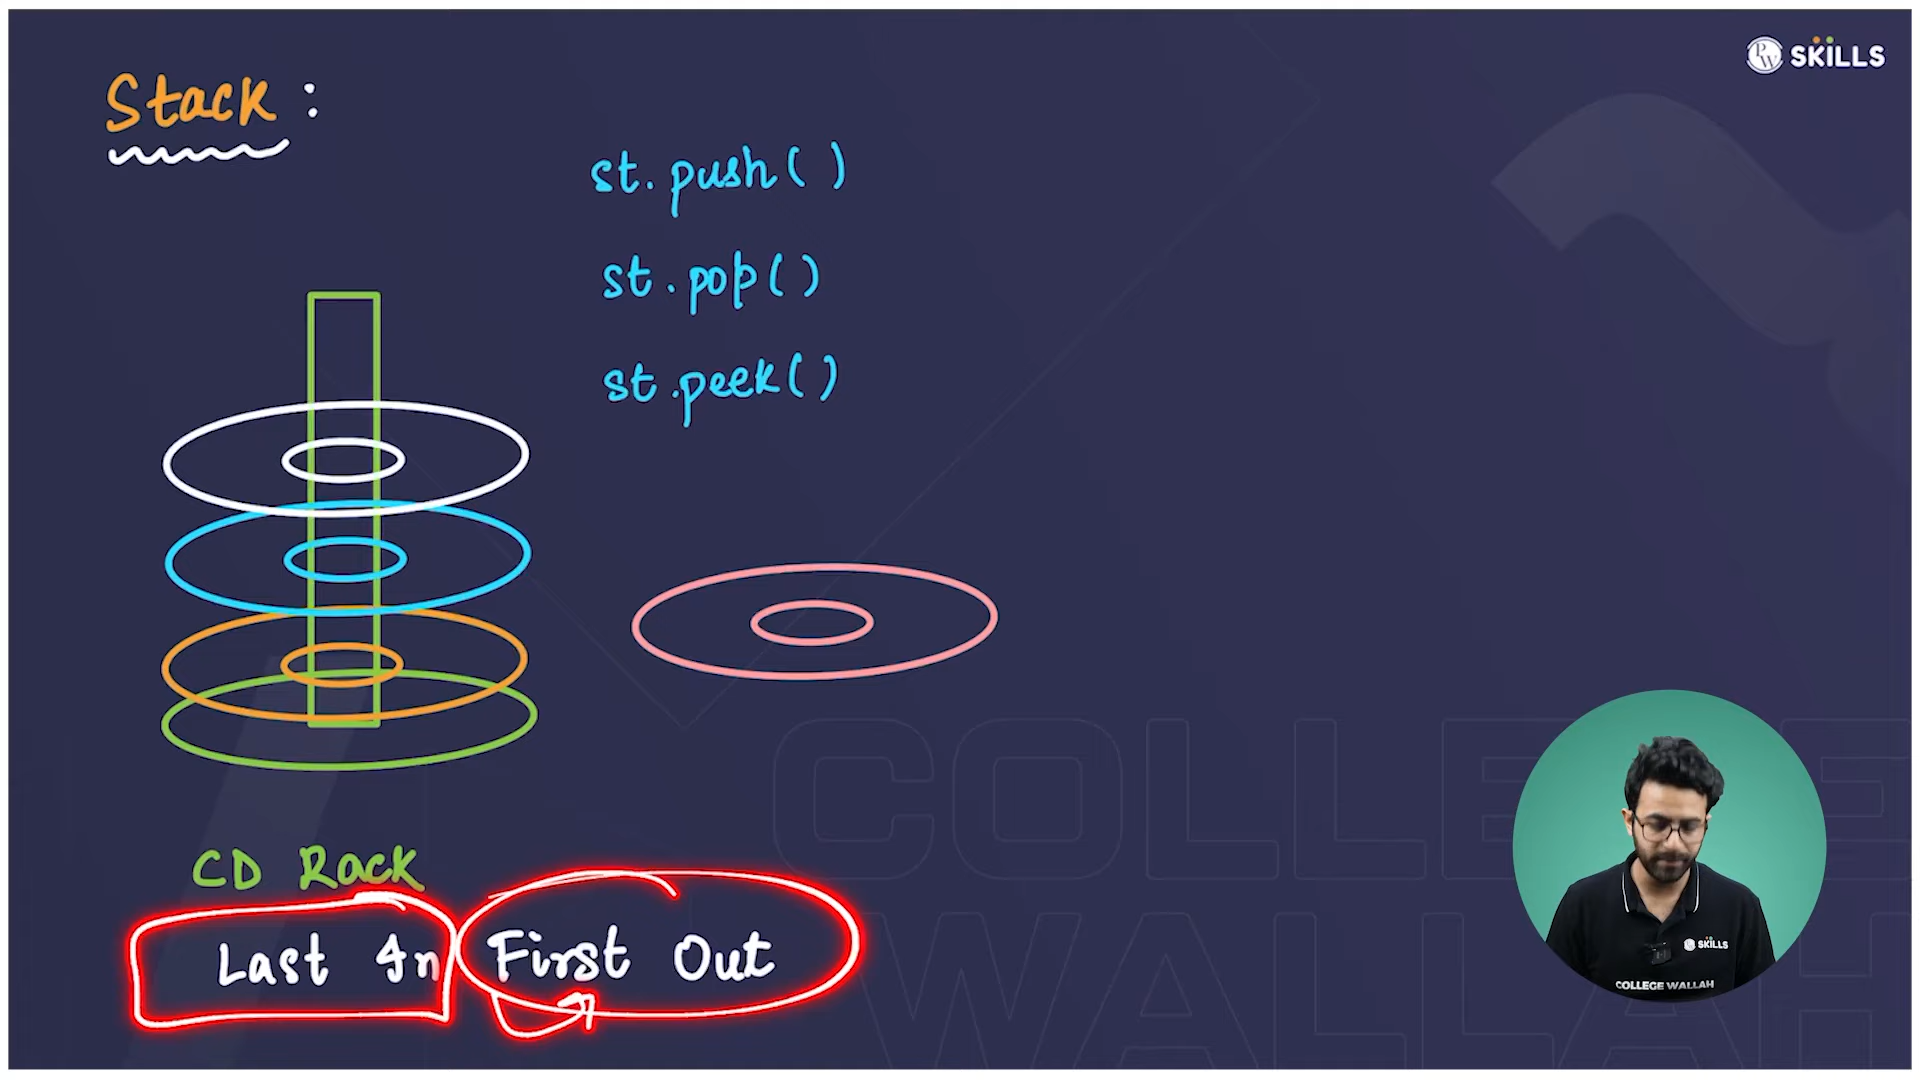 Stack :
PW SKILLS
st.push( )
st.pop( )
st.peek( )
CD Rack
Last In First Out
COLLEGE
WALLAH
SKILLS
COLLEGE WALLAH